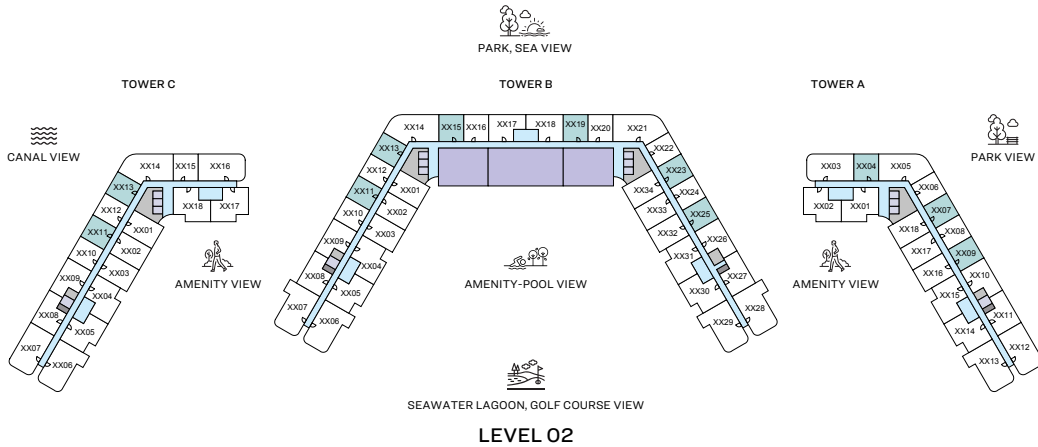 PARK, SEA VIEW
TOWER C
TOWER B
TOWER A
CANAL VIEW
PARK VIEW
XX14
XX15
XX16
XX13
XX12
XX11
XX10
XX09
XX08
XX07
XX06
XX05
XX04
XX03
XX02
XX01
XX18
XX17
AMENITY VIEW
XX14
XX15
XX16
XX17
XX18
XX19
XX20
XX21
XX13
XX12
XX11
XX10
XX09
XX08
XX07
XX06
XX05
XX04
XX03
XX02
XX01
XX22
XX23
XX24
XX25
XX26
XX27
XX28
XX29
XX30
XX31
XX32
XX33
XX34
AMENITY-POOL VIEW
XX03
XX04
XX05
XX02
XX01
XX06
XX07
XX08
XX09
XX10
XX11
XX12
XX13
XX14
XX15
XX16
XX17
XX18
AMENITY VIEW
SEAWATER LAGOON, GOLF COURSE VIEW
LEVEL 02